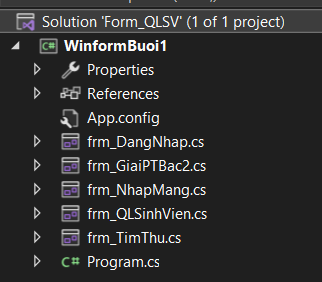 Solution 'Form_QLSV' (1 of 1 project)
WinformBuoi1
Properties
References
App.config
frm_DangNhap.cs
frm_GiaiPTBac2.cs
frm_NhapMang.cs
frm_QLSinhVien.cs
frm_TimThu.cs
C# Program.cs